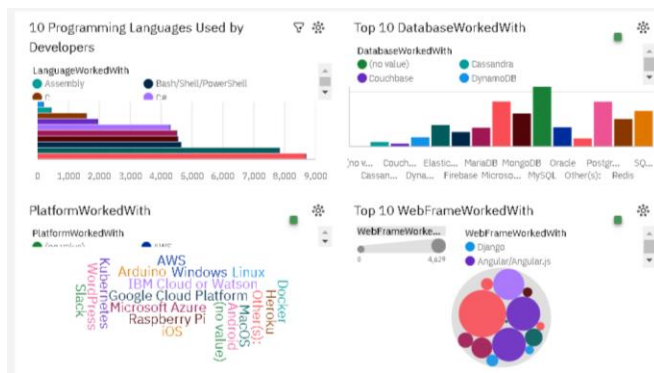 10 Programming Languages Used by
Developers
LanguageWorkedWith
Assembly
Bash/Shell/PowerShell
C
C#
0 1,000 2,000 3,000 4,000 5,000 6,000 7,000 8,000 9,000
Top 10 DatabaseWorkedWith
DatabaseWorkedWith
(no value)
Cassandra
Couchbase
DynamoDB
(no v... Couch... Elastic... MariaDB MongoDB Oracle Postgr... SQ...
Cassan... Dyna... Firebase Microso... MySQL Other(s): Redis
PlatformWorkedWith
PlatformWorkedWith
AWS
AWS
Arduino Windows Linux
IBM Cloud or Watson
Google Cloud Platform
Microsoft Azure
Raspberry Pi
iOS
Slack
WordPress
Kubernetes
(no value)
Android
MacOS
Other(s):
Heroku
Docker
Top 10 WebFrameWorkedWith
WebFrameWorke...
0 4,629
WebFrameWorkedWith
Django
Angular/Angular.js